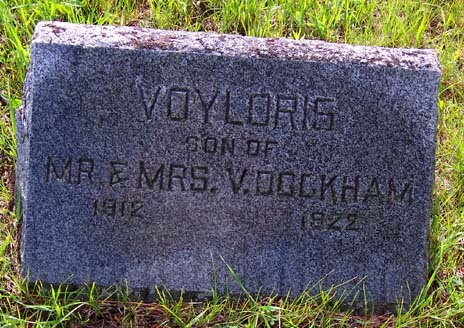 VOYLORIS
SON OF
MR. & MRS. V. DOCKHAM
1912 1922